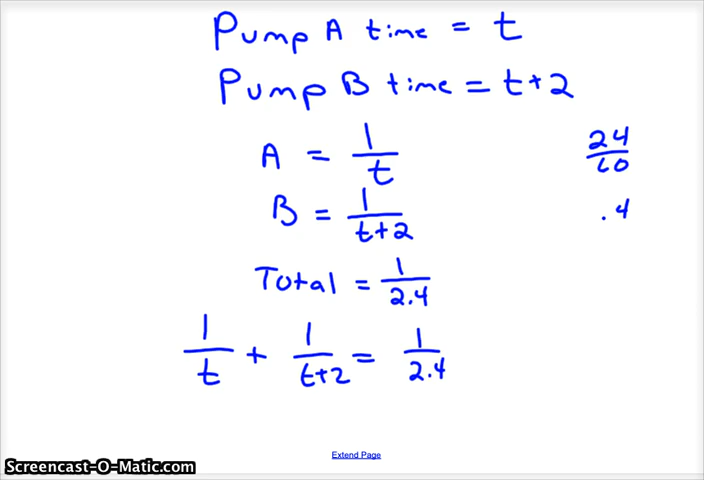 Pump A time = t
Pump B time = t+2
A = 1/t
24/60
B = 1/(t+2)
.4
Total = 1/2.4
1/t + 1/(t+2) = 1/2.4
Extend Page
Screencast-O-Matic.com